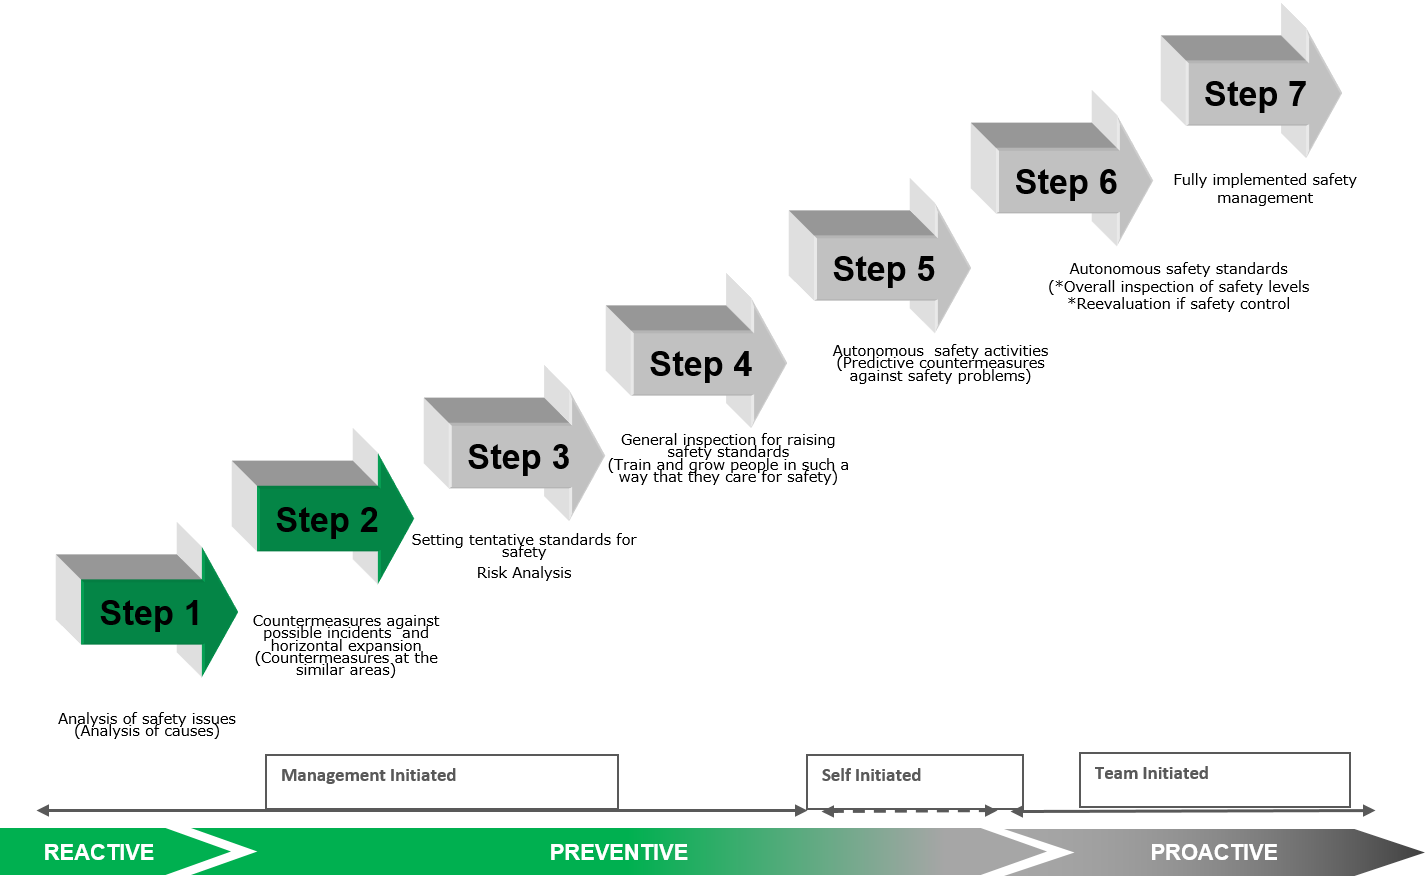 Step 1
Analysis of safety issues
(Analysis of causes)
Step 2
Countermeasures against
possible incidents  and
horizontal expansion
(Countermeasures at the
similar areas)
Step 3
Setting tentative standards for
safety
Risk Analysis
Step 4
General inspection for raising
safety standards
(Train and grow people in such a
way that they care for safety)
Step 5
Autonomous  safety activities
(Predictive countermeasures
against safety problems)
Step 6
Autonomous safety standards
(*Overall inspection of safety levels
*Reevaluation if safety control
Step 7
Fully implemented safety
management
Management Initiated
Self Initiated
Team Initiated
REACTIVE
PREVENTIVE
PROACTIVE